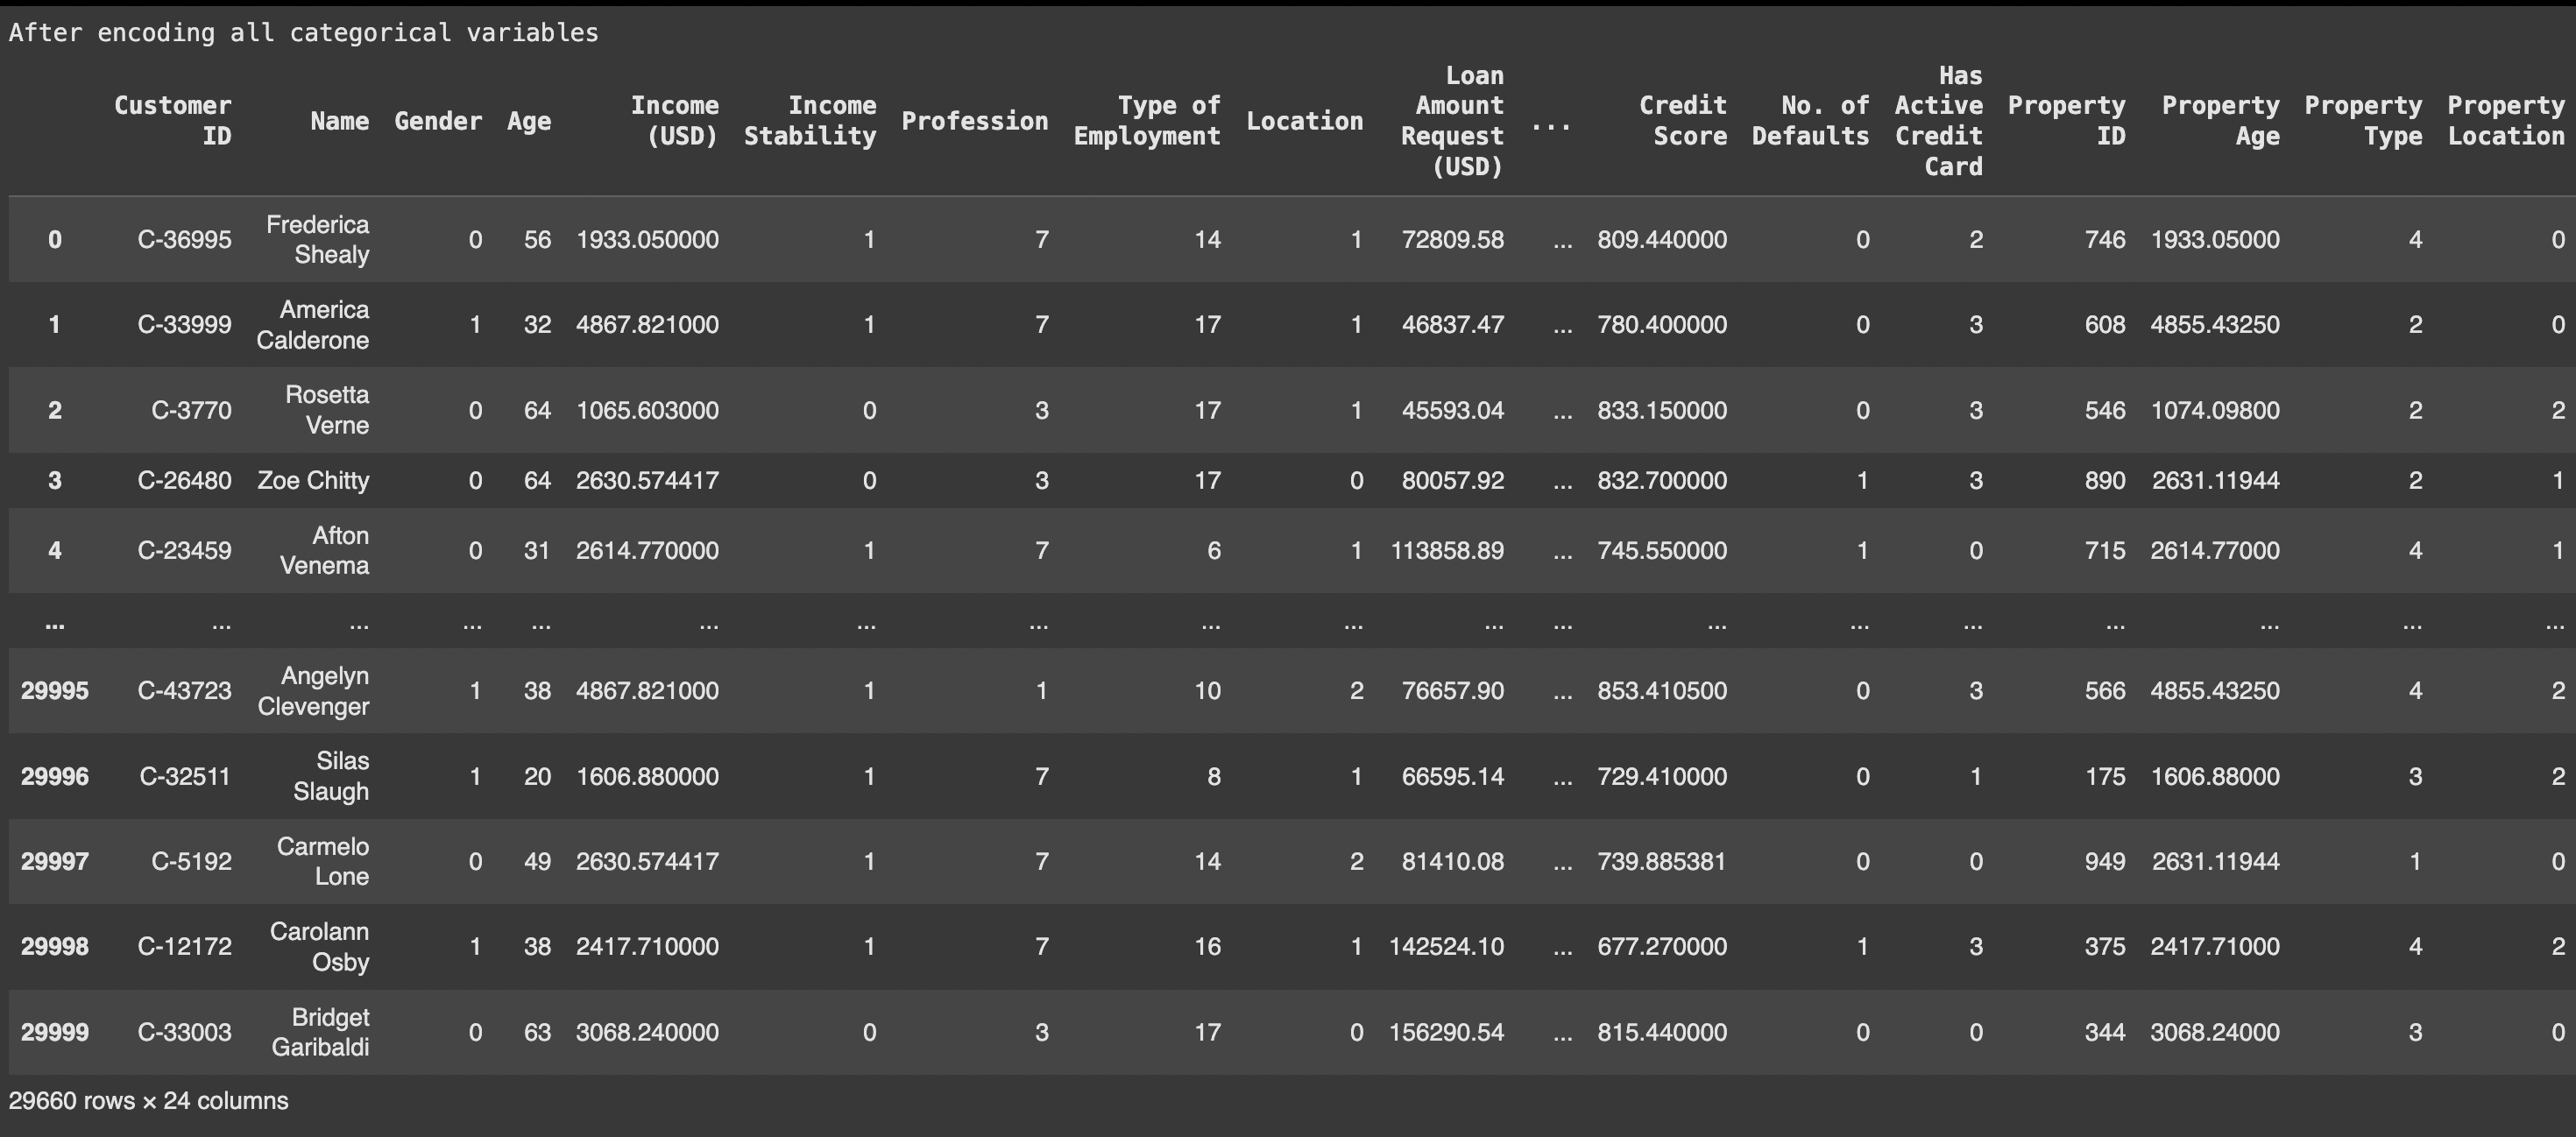 After encoding all categorical variables
Customer ID Name Gender Age Income (USD) Income Stability Profession Type of Employment Location Loan Amount Request (USD) ... Credit Score No. of Defaults Has Active Credit Card Property ID Property Age Property Type Property Location
0 C-36995 Frederica Shealy 0 56 1933.050000 1 7 14 1 72809.58 ... 809.440000 0 2 746 1933.05000 4 0
1 C-33999 America Calderone 1 32 4867.821000 1 7 17 1 46837.47 ... 780.400000 0 3 608 4855.43250 2 0
2 C-3770 Rosetta Verne 0 64 1065.603000 0 3 17 1 45593.04 ... 833.150000 0 3 546 1074.09800 2 2
3 C-26480 Zoe Chitty 0 64 2630.574417 0 3 17 0 80057.92 ... 832.700000 1 3 890 2631.11944 2 1
4 C-23459 Afton Venema 0 31 2614.770000 1 7 6 1 113858.89 ... 745.550000 1 0 715 2614.77000 4 1
... ... ... ... ... ... ... ... ... ... ... ... ... ... ... ... ... ... ...
29995 C-43723 Angelyn Clevenger 1 38 4867.821000 1 1 10 2 76657.90 ... 853.410500 0 3 566 4855.43250 4 2
29996 C-32511 Silas Slaugh 1 20 1606.880000 1 7 8 1 66595.14 ... 729.410000 0 1 175 1606.88000 3 2
29997 C-5192 Carmelo Lone 0 49 2630.574417 1 7 14 2 81410.08 ... 739.885381 0 0 949 2631.11944 1 0
29998 C-12172 Carolann Osby 1 38 2417.710000 1 7 16 1 142524.10 ... 677.270000 1 3 375 2417.71000 4 2
29999 C-33003 Bridget Garibaldi 0 63 3068.240000 0 3 17 0 156290.54 ... 815.440000 0 0 344 3068.24000 3 0
29660 rows × 24 columns